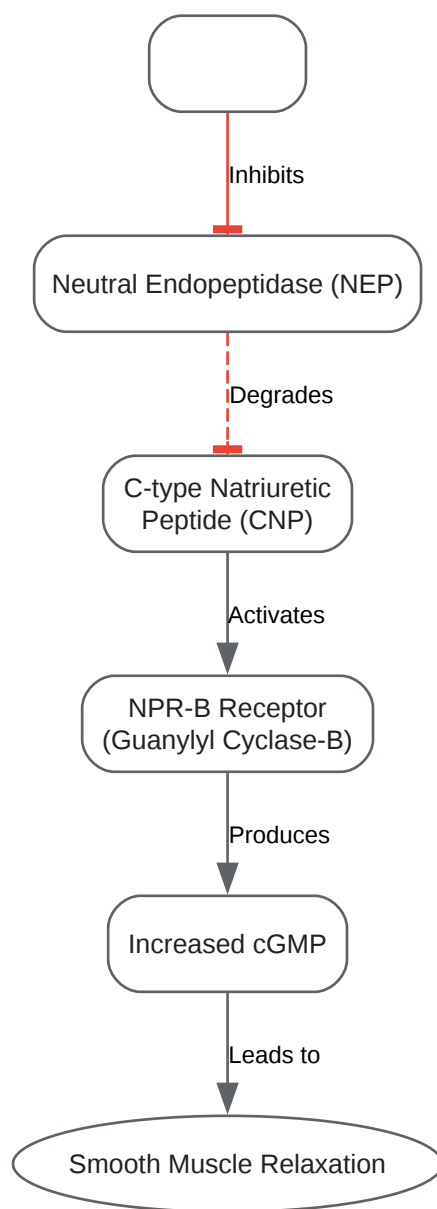 Inhibits
Neutral Endopeptidase (NEP)
Degrades
C-type Natriuretic
Peptide (CNP)
Activates
NPR-B Receptor
(Guanylyl Cyclase-B)
Produces
Increased cGMP
Leads to
Smooth Muscle Relaxation